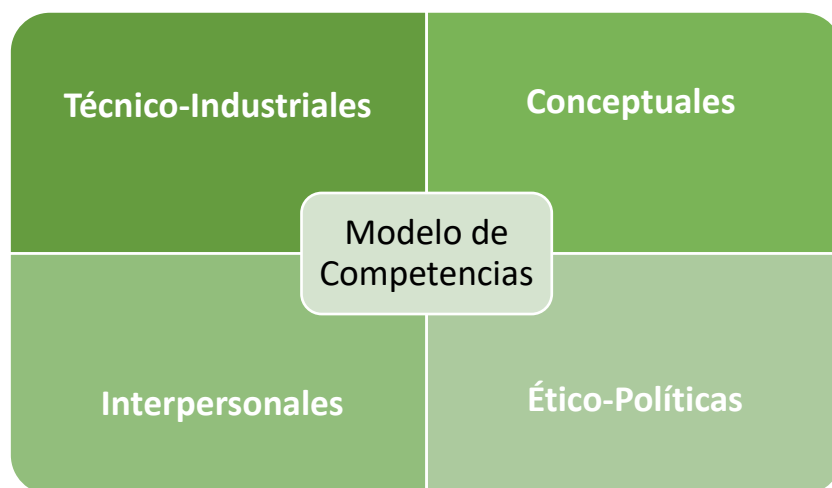 Técnico-Industriales
Conceptuales
Modelo de
Competencias
Interpersonales
Ético-Políticas